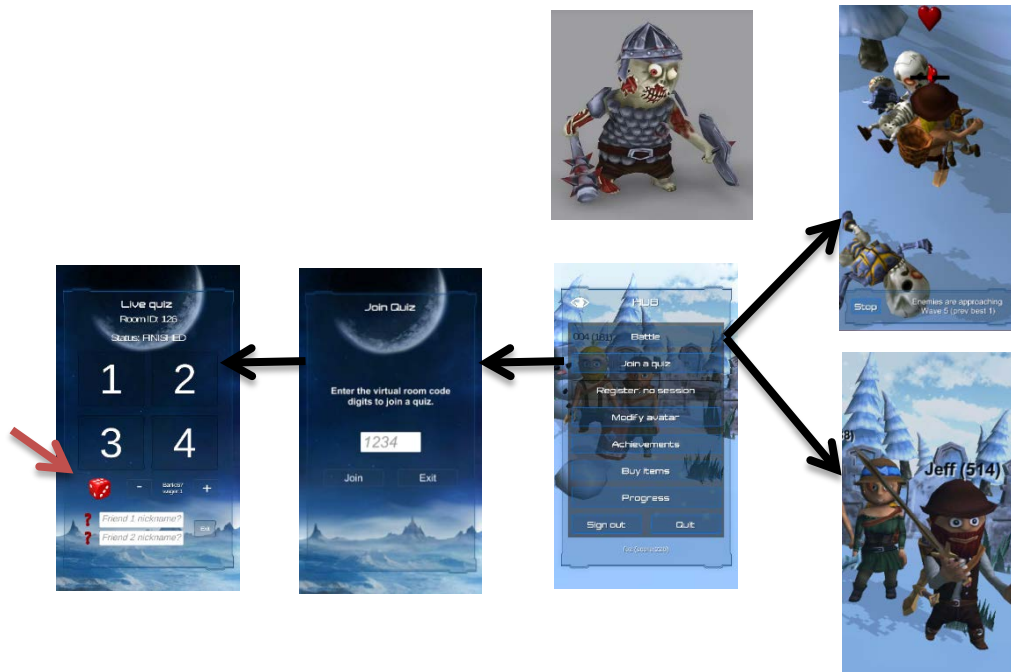 Live quiz
Room ID: 126
Status: FINISHED
1 2
3 4
- +
wager: 1
? Friend 1 nickname?
? Friend 2 nickname?
Exit
Join Quiz
Enter the virtual room code
digits to join a quiz.
1234
Join Exit
HUB
Battle
Join a quiz
Register: no session
Modify avatar
Achievements
Buy Items
Progress
Sign out Quit
Stop
Enemies are approaching
Wave 5 (prev best 1)
Jeff (514)